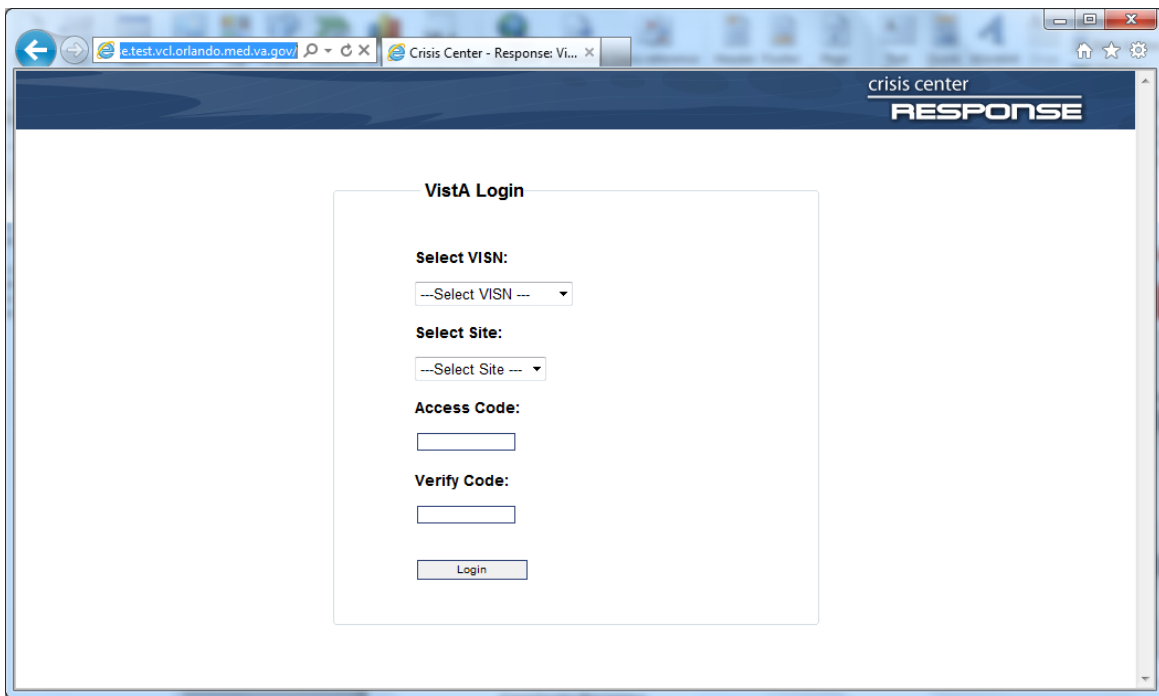 e.test.vcl.orlando.med.va.gov/
Crisis Center - Response: Vi...
crisis center
RESPONSE
VistA Login
Select VISN:
---Select VISN ---
Select Site:
---Select Site ---
Access Code:
Verify Code:
Login